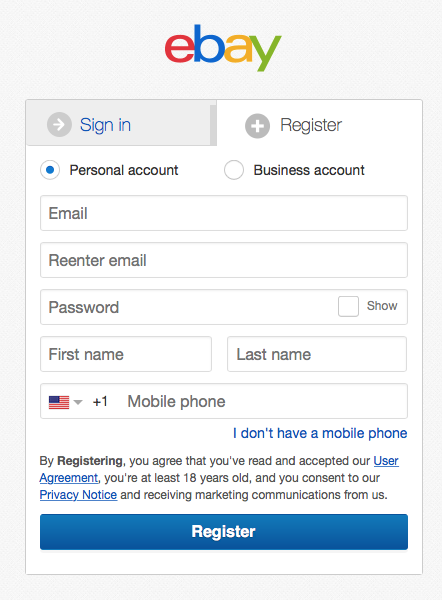 ebay
Sign in
Register
Personal account
Business account
Email
Reenter email
Password
Show
First name
Last name
+1
Mobile phone
I don't have a mobile phone
By Registering, you agree that you've read and accepted our User
Agreement, you're at least 18 years old, and you consent to our
Privacy Notice and receiving marketing communications from us.
Register